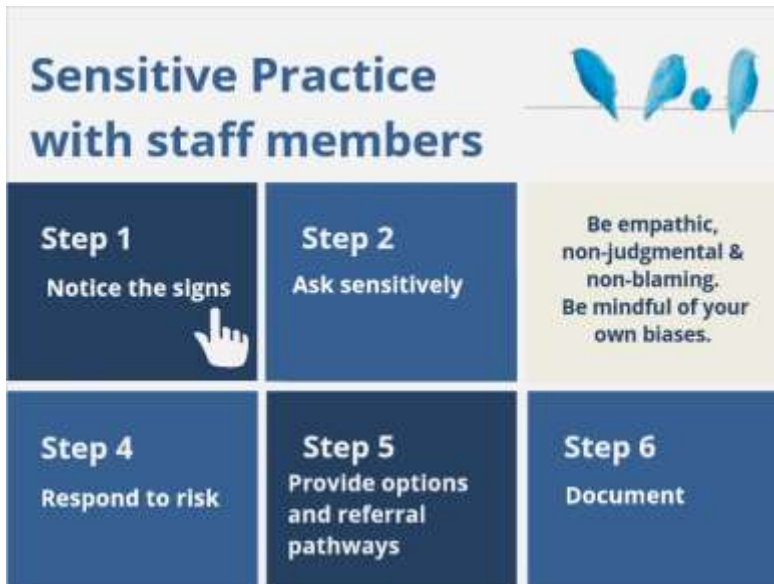 Sensitive Practice
with staff members
Step 1
Notice the signs
Step 2
Ask sensitively
Be empathic,
non-judgmental &
non-blaming.
Be mindful of your
own biases.
Step 4
Respond to risk
Step 5
Provide options
and referral
pathways
Step 6
Document